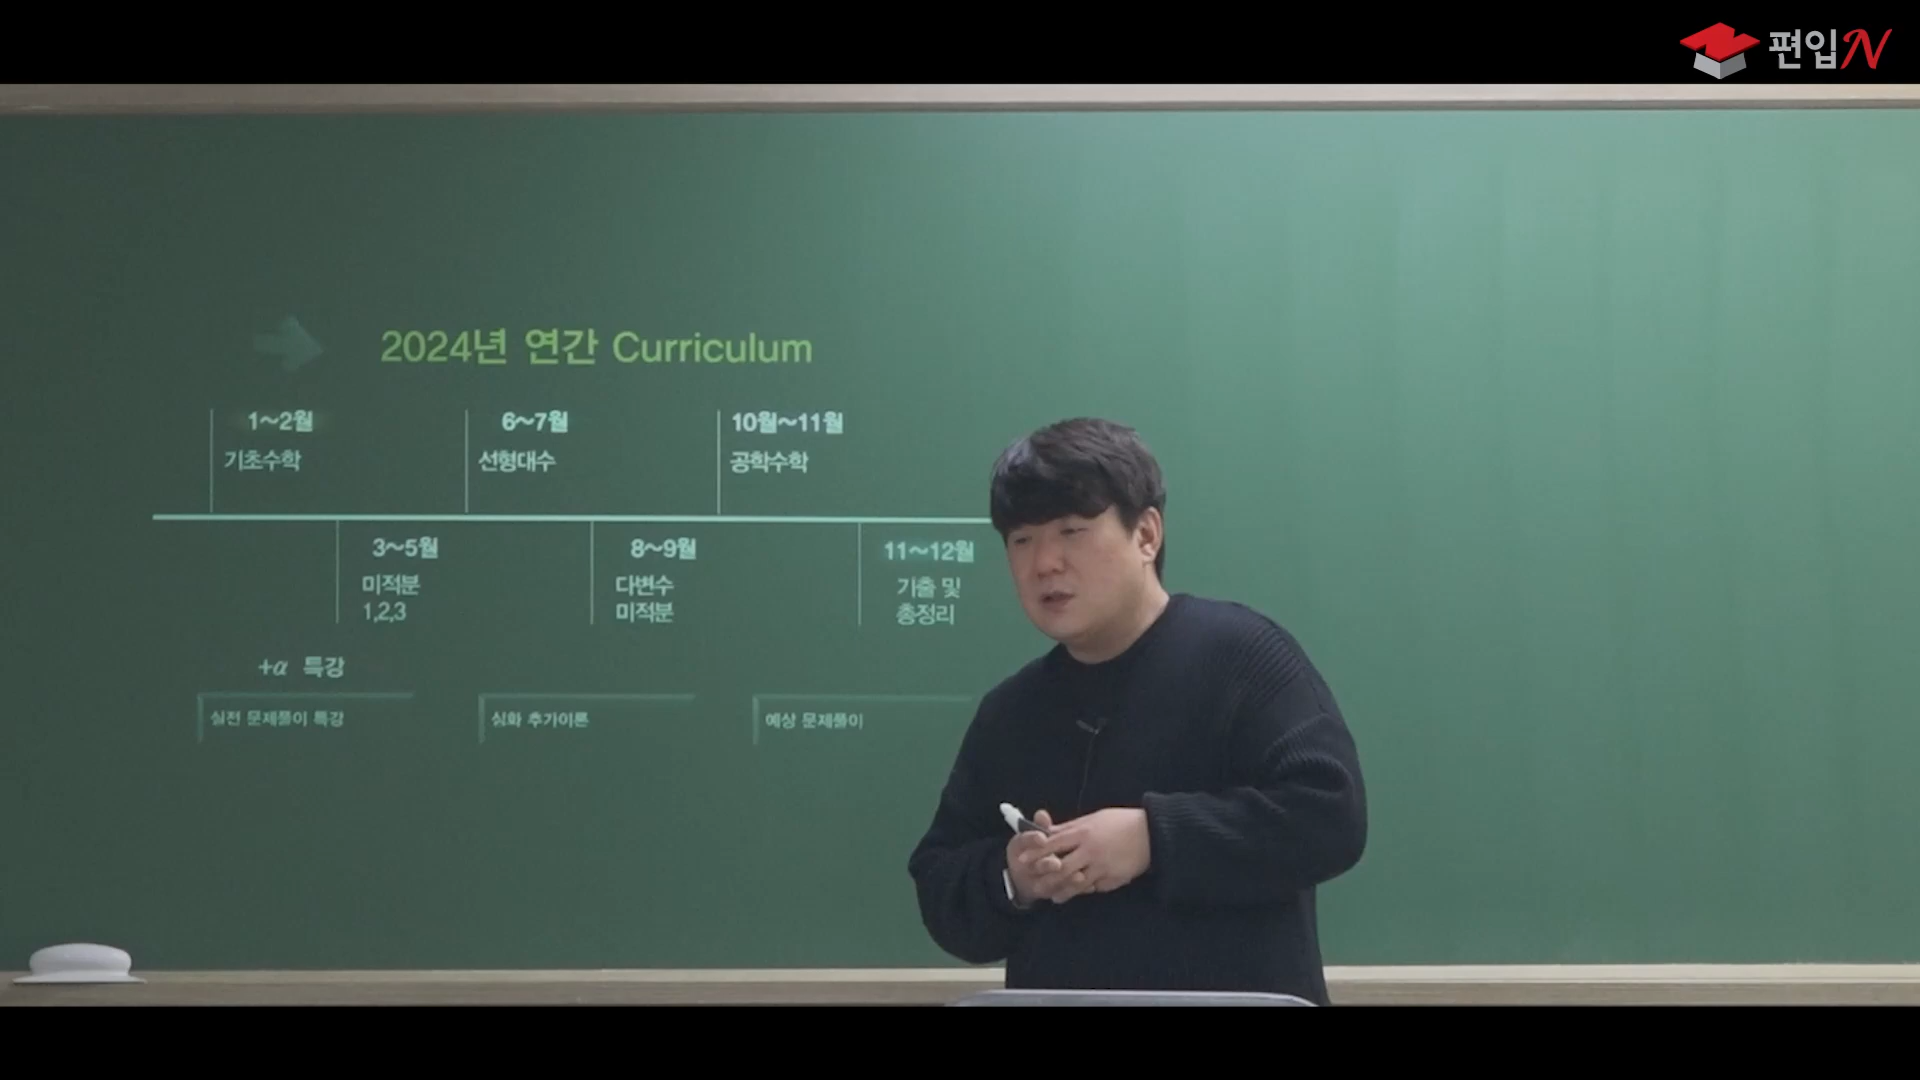 편입N
2024년 연간 Curriculum
1~2월
기초수학
6~7월
선형대수
10월~11월
공학수학
3~5월
미적분
1,2,3
8~9월
다변수
미적분
11~12월
기출 및
총정리
+α 특강
실전 문제풀이 특강
심화 추가이론
예상 문제풀이